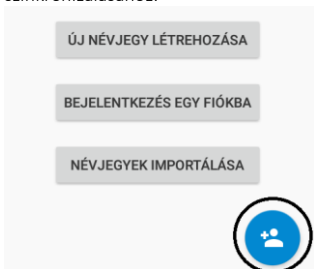 ÚJ NÉVJEGY LÉTREHOZÁSA
BEJELENTKEZÉS EGY FIÓKBA
NÉVJEGYEK IMPORTÁLÁSA